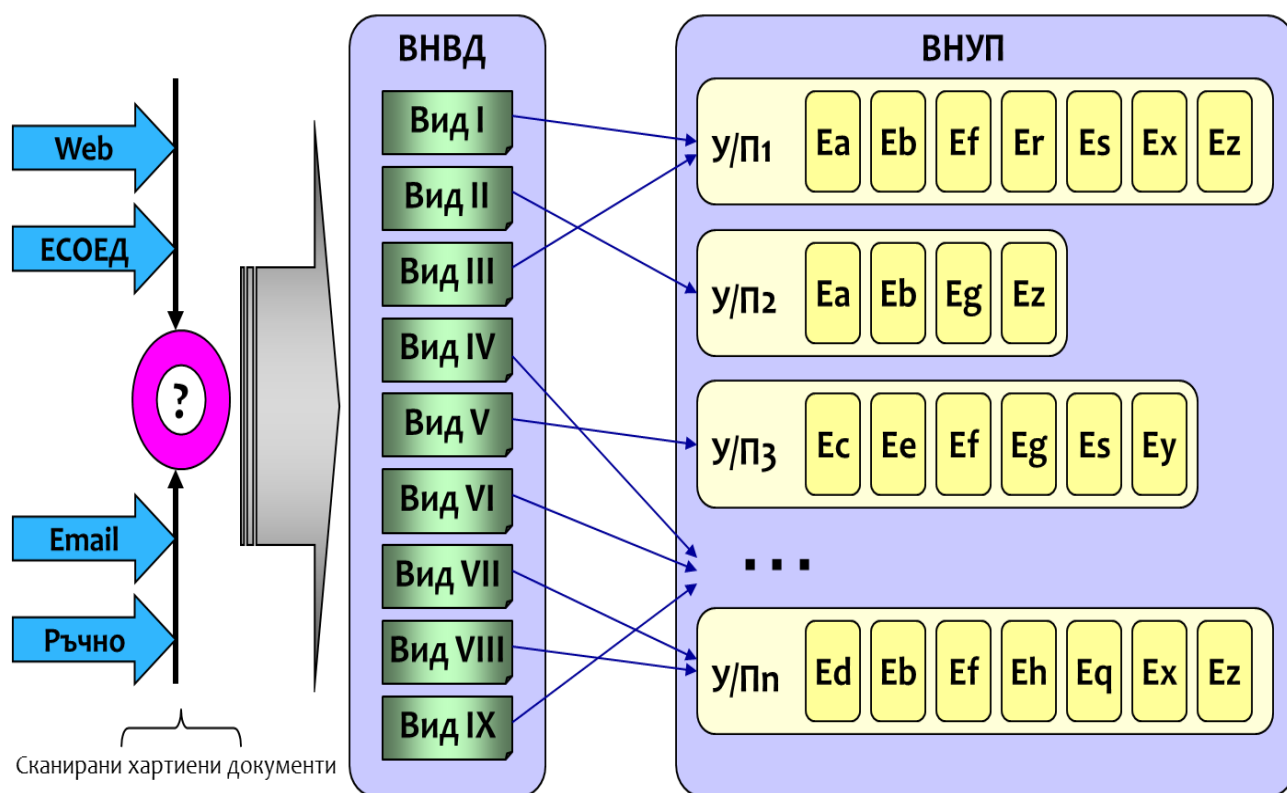 Web
ЕСОЕД
?
Email
Ръчно
Сканирани хартиени документи
ВНВД
Вид I
Вид II
Вид III
Вид IV
Вид V
Вид VI
Вид VII
Вид VIII
Вид IX
ВНУП
У/П1 Ea Eb Ef Er Es Ex Ez
У/П2 Ea Eb Eg Ez
У/П3 Ec Ee Ef Eg Es Ey
...
У/Пn Ed Eb Ef Eh Eq Ex Ez